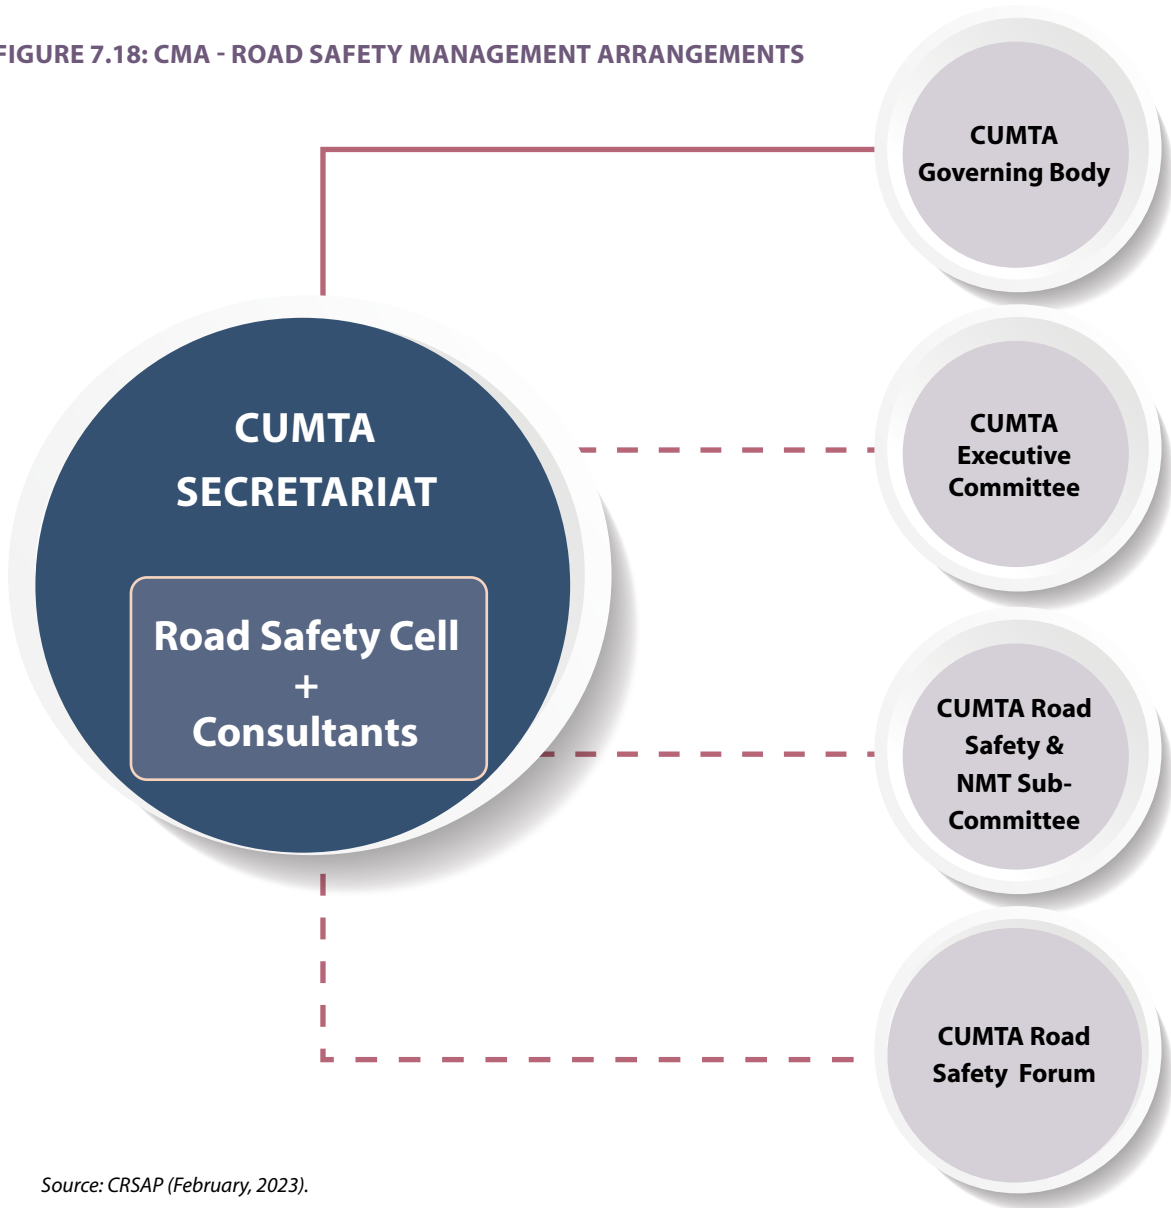 FIGURE 7.18: CMA - ROAD SAFETY MANAGEMENT ARRANGEMENTS
CUMTA
Governing Body
CUMTA
Executive
Committee
CUMTA
SECRETARIAT
Road Safety Cell
+
Consultants
CUMTA Road
Safety &
NMT Sub-
Committee
CUMTA Road
Safety Forum
Source: CRSAP (February, 2023).